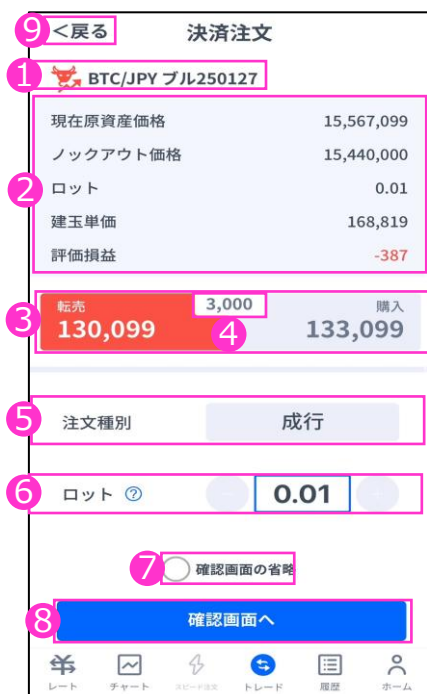 9 <戻る 決済注文
1 BTC/JPY ブル250127
2
現在原資産価格 15,567,099
ノックアウト価格 15,440,000
ロット 0.01
建玉単価 168,819
評価損益 -387
3 転売 3,000 購入
130,099 4 133,099
5 注文種別 成行
6 ロット ? - 0.01 +
7 確認画面の省略
8 確認画面へ
レート チャート スピード注文 トレード 履歴 ホーム